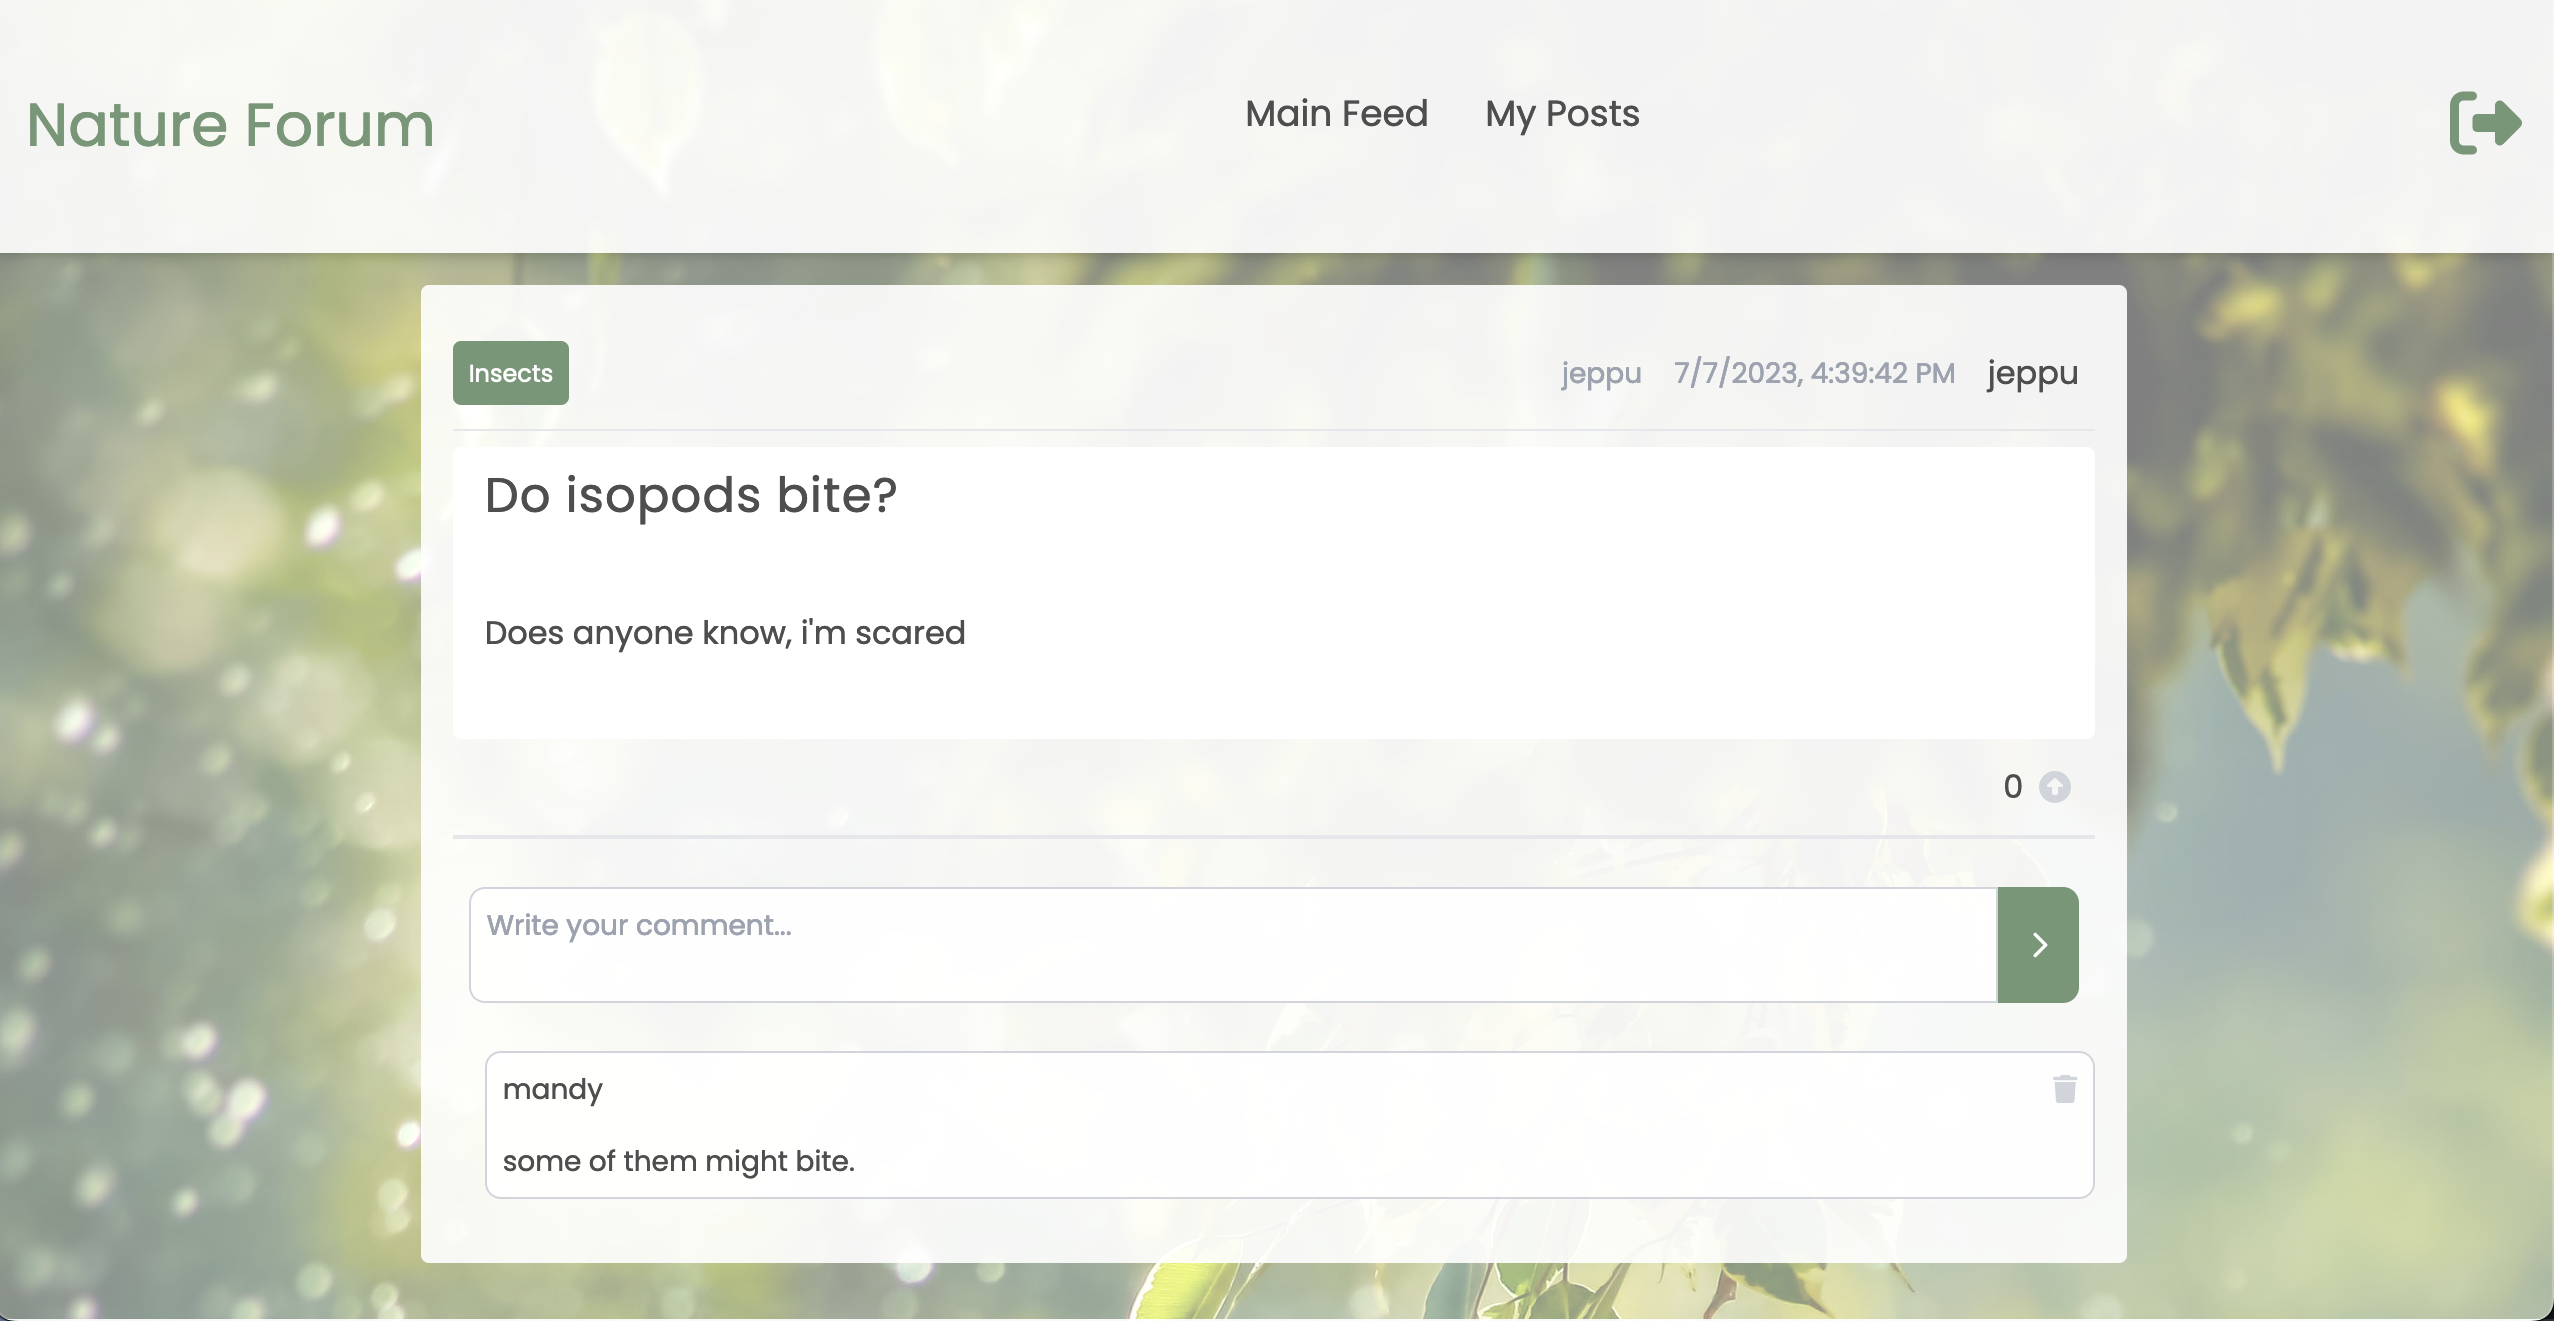 Nature Forum
Main Feed My Posts
Insects
jeppu 7/7/2023, 4:39:42 PM jeppu
Do isopods bite?
Does anyone know, i'm scared
0
Write your comment...
mandy
some of them might bite.